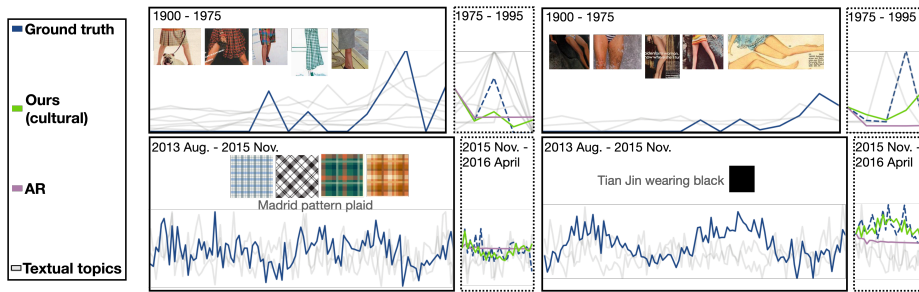 Ground truth
Ours
(cultural)
AR
Textual topics
1900 - 1975
1975 - 1995
1900 - 1975
1975 - 1995
2013 Aug. - 2015 Nov.
Madrid pattern plaid
2015 Nov. -
2016 April
2013 Aug. - 2015 Nov.
Tian Jin wearing black
2015 Nov. -
2016 April